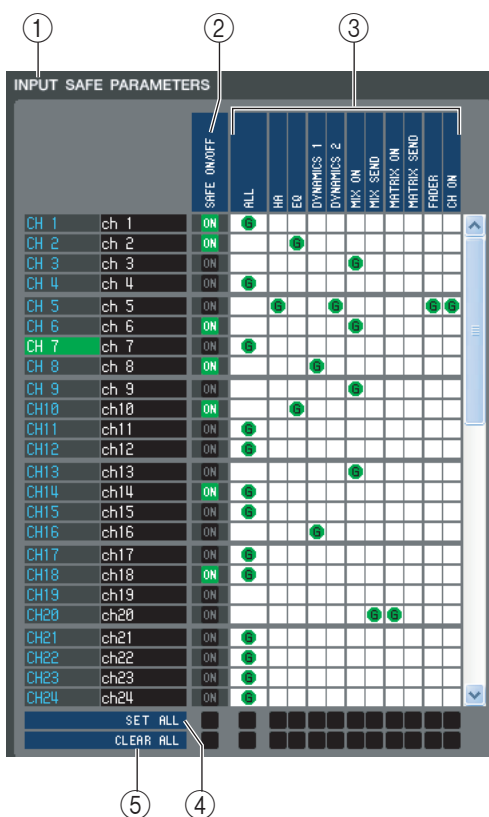 ① ② ③
INPUT SAFE PARAMETERS
SAFE ON/OFF
ALL
HA
EQ
DYNAMICS 1
DYNAMICS 2
MIX ON
MIX SEND
MATRIX ON
MATRIX SEND
FADER
CH ON
CH 1 ch 1 ON G
CH 2 ch 2 ON G
CH 3 ch 3 ON G
CH 4 ch 4 ON G
CH 5 ch 5 ON G G G G
CH 6 ch 6 ON G
CH 7 ch 7 ON G
CH 8 ch 8 ON G
CH 9 ch 9 ON G
CH10 ch10 ON G
CH11 ch11 ON G
CH12 ch12 ON G
CH13 ch13 ON G
CH14 ch14 ON G
CH15 ch15 ON G
CH16 ch16 ON G
CH17 ch17 ON G
CH18 ch18 ON G
CH19 ch19 ON
CH20 ch20 ON G G
CH21 ch21 ON G
CH22 ch22 ON G
CH23 ch23 ON G
CH24 ch24 ON G
SET ALL
CLEAR ALL
⑤ ④